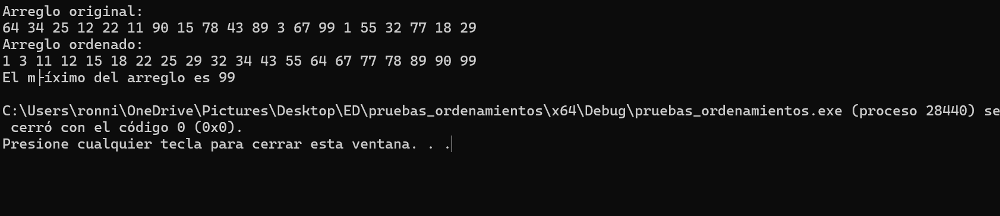 Arreglo original:
64 34 25 12 22 11 90 15 78 43 89 3 67 99 1 55 32 77 18 29
Arreglo ordenado:
1 3 11 12 15 18 22 25 29 32 34 43 55 64 67 77 78 89 90 99
El m├íximo del arreglo es 99
C:\Users\ronni\OneDrive\Pictures\Desktop\ED\pruebas_ordenamientos\x64\Debug\pruebas_ordenamientos.exe (proceso 28440) se
cerró con el código 0 (0x0).
Presione cualquier tecla para cerrar esta ventana. . .